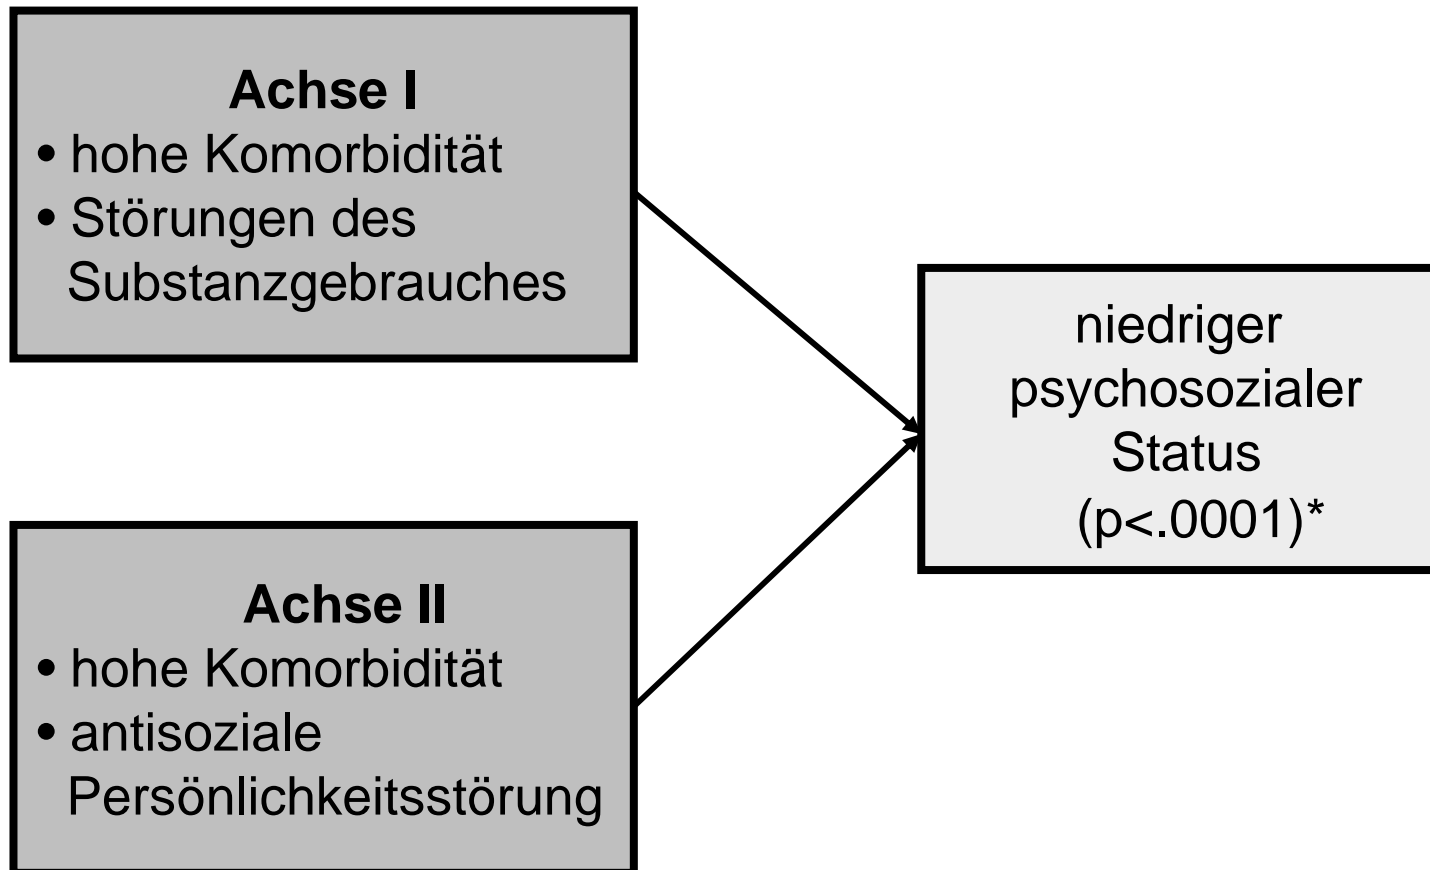 Achse I
• hohe Komorbidität
• Störungen des
Substanzgebrauches
niedriger
psychosozialer
Status
(p<.0001)*
Achse II
• hohe Komorbidität
• antisoziale
Persönlichkeitsstörung